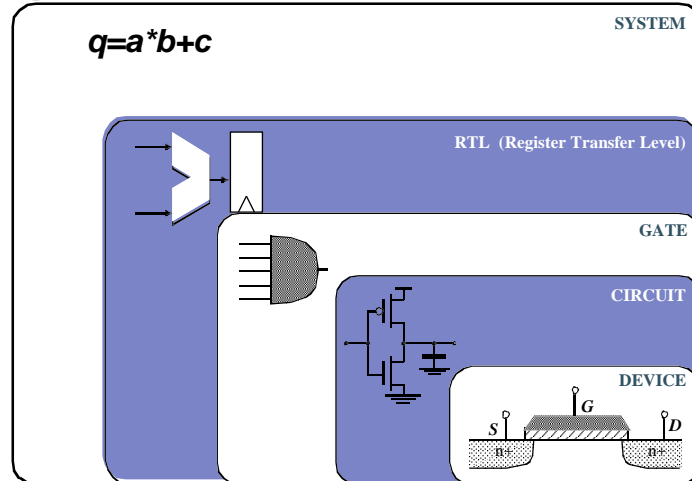 SYSTEM
q=a*b+c
RTL (Register Transfer Level)
GATE
CIRCUIT
DEVICE
G
S
D
n+
n+